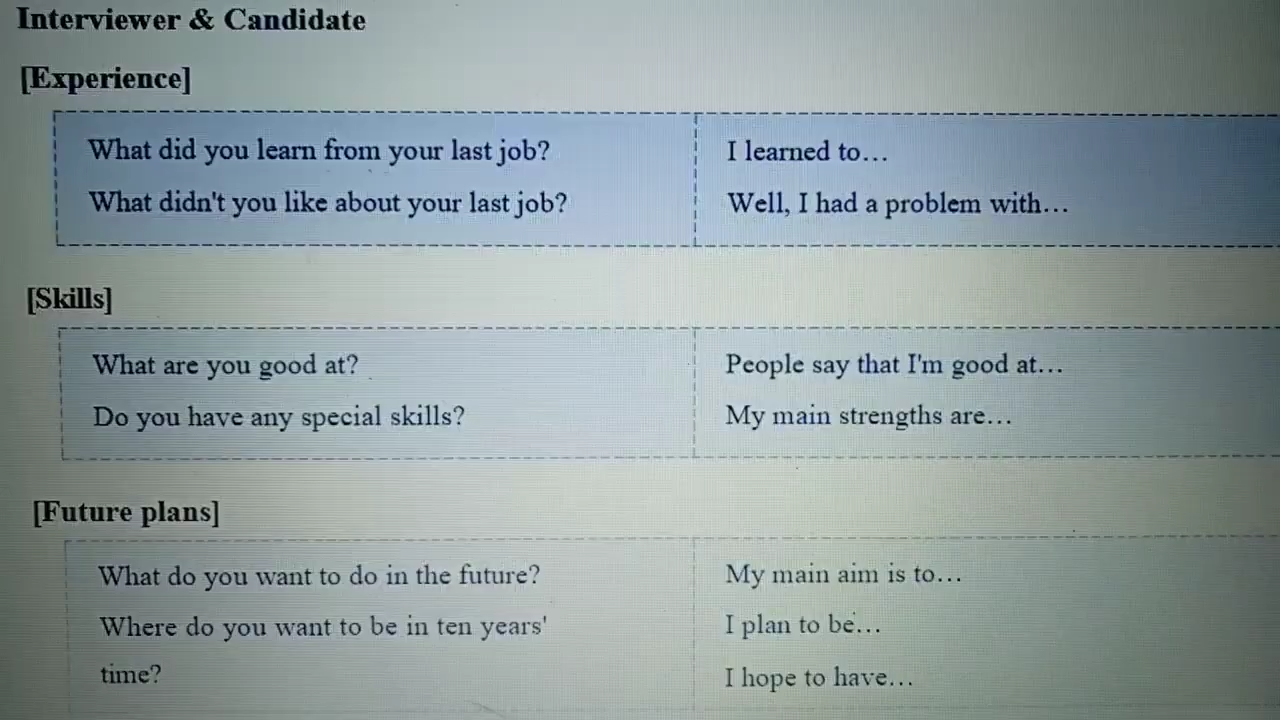 Interviewer & Candidate
[Experience]
What did you learn from your last job?
I learned to…
What didn't you like about your last job?
Well, I had a problem with…
[Skills]
What are you good at?
People say that I'm good at…
Do you have any special skills?
My main strengths are…
[Future plans]
What do you want to do in the future?
My main aim is to…
Where do you want to be in ten years'
I plan to be…
time?
I hope to have…